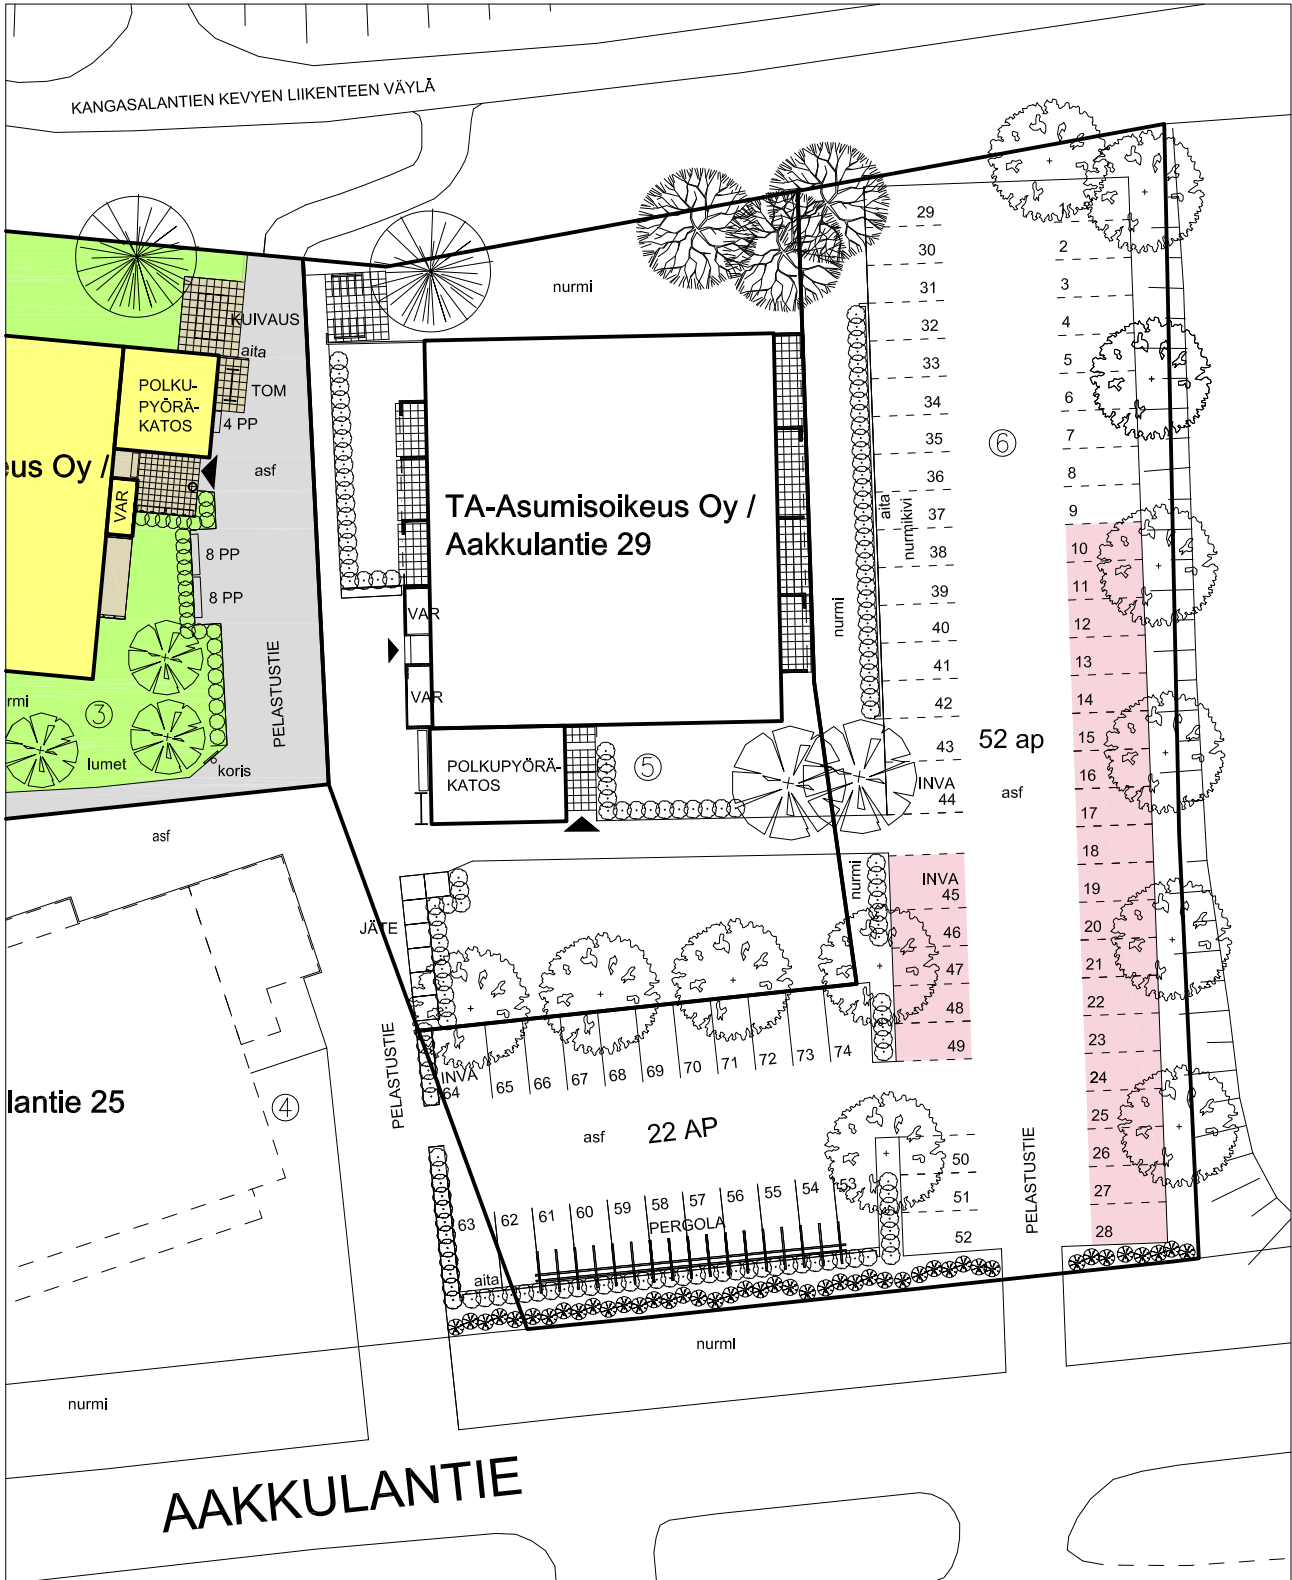 KANGASALANTIEN KEVYEN LIIKENTEEN VÄYLÄ
nurmi
KUIVAUS
aita
TOM
POLKU-
PYÖRÄ-
KATOS
4 PP
asf
eus Oy /
VAR
8 PP
8 PP
PELASTUSTIE
rmi
3
lumet
koris
asf
TA-Asumisoikeus Oy /
Aakkulantie 29
VAR
VAR
POLKUPYÖRÄ-
KATOS
5
nurmi
aita
nurmikivi
29
30
31
32
33
34
35
36
37
38
39
40
41
42
43
INVA
44
6
52 ap
asf
2
3
4
5
6
7
8
9
10
11
12
13
14
15
16
17
18
19
20
21
22
23
24
25
26
27
28
nurmi
INVA
45
46
47
48
49
50
51
52
PELASTUSTIE
JÄTE
PELASTUSTIE
lantie 25
4
INVA
64
65
66
67
68
69
70
71
72
73
74
asf
22 AP
63
62
61
60
59
58
57
56
55
54
53
PERGOLA
aita
nurmi
nurmi
AAKKULANTIE